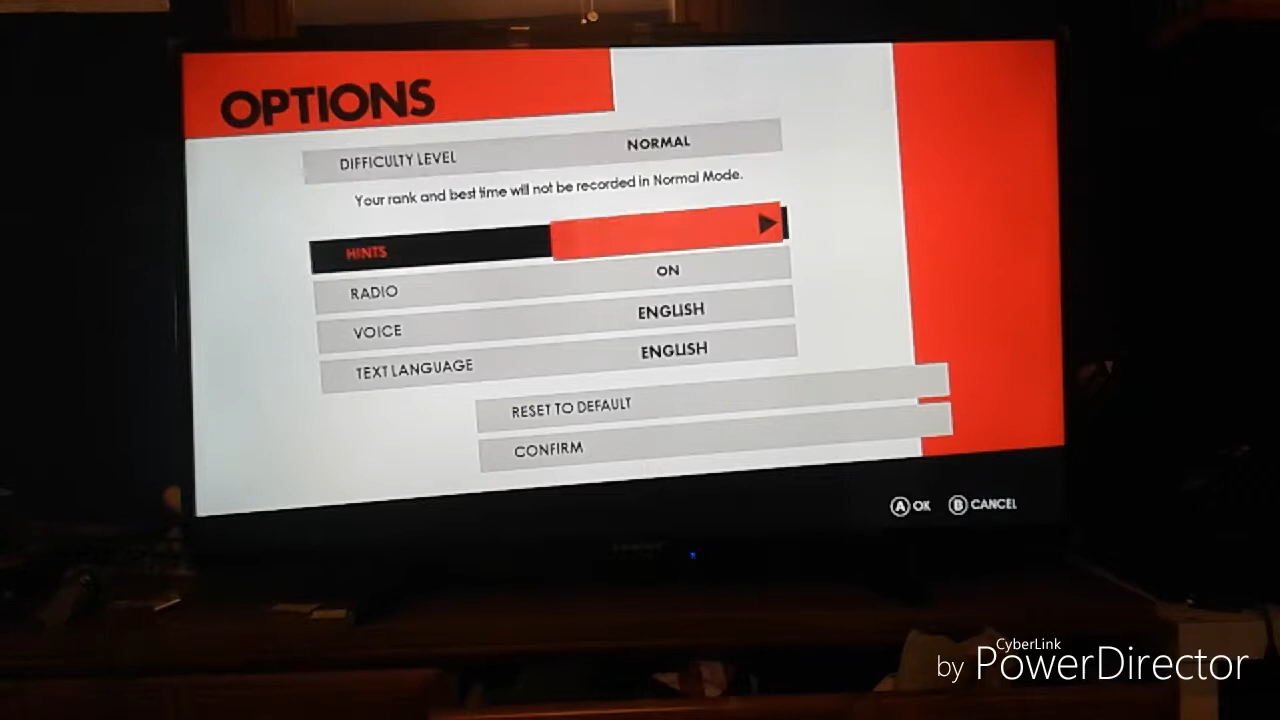 OPTIONS
DIFFICULTY LEVEL NORMAL
Your rank and best time will not be recorded in Normal Mode.
HINTS
RADIO ON
VOICE ENGLISH
TEXT LANGUAGE ENGLISH
RESET TO DEFAULT
CONFIRM
A OK B CANCEL
CyberLink
by PowerDirector